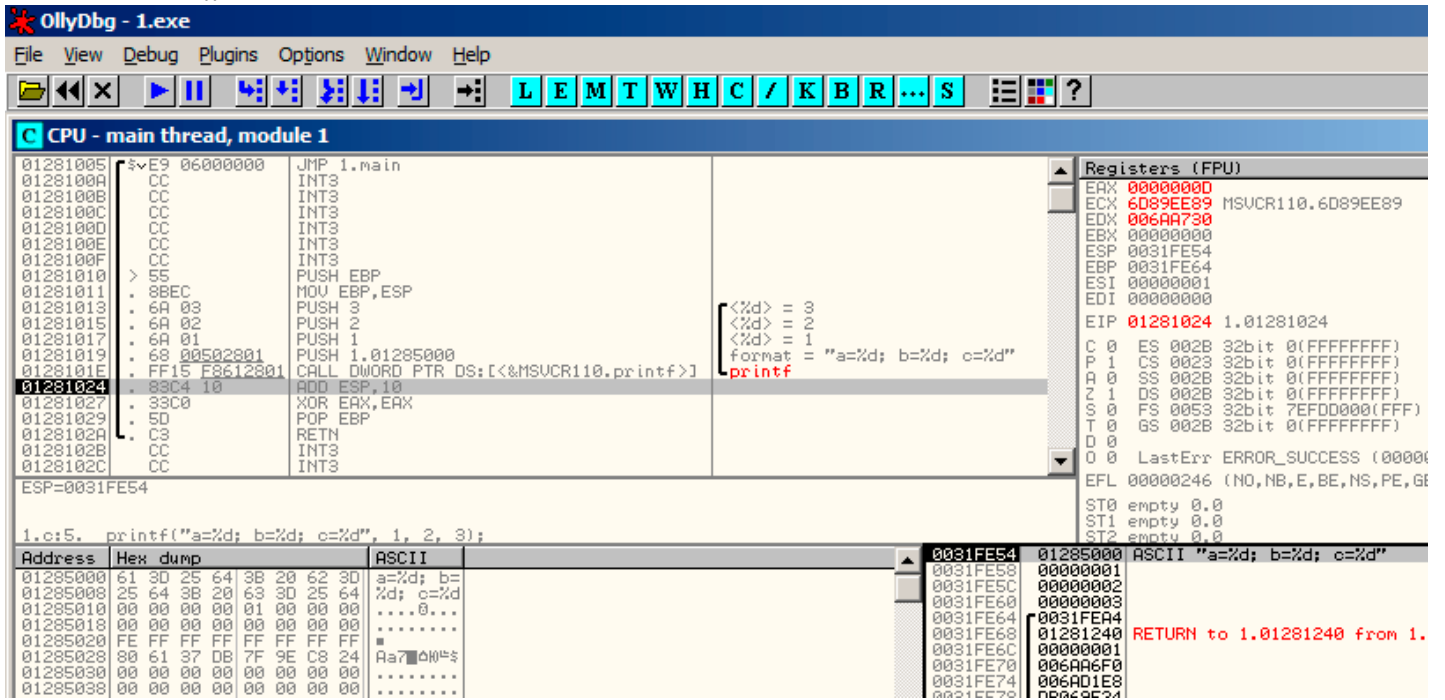 OllyDbg - 1.exe
File View Debug Plugins Options Window Help
L E M T W H C / K B R ... S ?
C CPU - main thread, module 1
01281005 $ E9 06000000 JMP 1.main
0128100A CC INT3
0128100B CC INT3
0128100C CC INT3
0128100D CC INT3
0128100E CC INT3
0128100F CC INT3
01281010 > 55 PUSH EBP
01281011 . 8BEC MOV EBP,ESP
01281013 . 6A 03 PUSH 3 <%d> = 3
01281015 . 6A 02 PUSH 2 <%d> = 2
01281017 . 6A 01 PUSH 1 <%d> = 1
01281019 . 68 00502801 PUSH 1.01285000 format = "a=%d; b=%d; c=%d"
0128101E . FF15 F8612801 CALL DWORD PTR DS:[<&MSVCR110.printf>] printf
01281024 . 83C4 10 ADD ESP,10
01281027 . 33C0 XOR EAX,EAX
01281029 . 5D POP EBP
0128102A . C3 RETN
0128102B CC INT3
0128102C CC INT3
ESP=0031FE54
1.c:5. printf("a=%d; b=%d; c=%d", 1, 2, 3);
Registers (FPU)
EAX 0000000D
ECX 6D89EE89 MSVCR110.6D89EE89
EDX 006AA730
EBX 00000000
ESP 0031FE54
EBP 0031FE64
ESI 00000001
EDI 00000000
EIP 01281024 1.01281024
C 0 ES 002B 32bit 0(FFFFFFFF)
P 1 CS 0023 32bit 0(FFFFFFFF)
A 0 SS 002B 32bit 0(FFFFFFFF)
Z 1 DS 002B 32bit 0(FFFFFFFF)
S 0 FS 0053 32bit 7EFDD000(FFF)
T 0 GS 002B 32bit 0(FFFFFFFF)
D 0
O 0 LastErr ERROR_SUCCESS (00000
EFL 00000246 (NO,NB,E,BE,NS,PE,GE
ST0 empty 0.0
ST1 empty 0.0
ST2 empty 0.0
Address Hex dump ASCII
01285000 61 3D 25 64 3B 20 62 3D a=%d; b=
01285008 25 64 3B 20 63 3D 25 64 %d; c=%d
01285010 00 00 00 00 01 00 00 00 ....0...
01285018 00 00 00 00 00 00 00 00 ........
01285020 FE FF FF FF FF FF FF FF
01285028 80 61 37 DB 7F 9E C8 24
01285030 00 00 00 00 00 00 00 00 ........
01285038 00 00 00 00 00 00 00 00 ........
0031FE54 01285000 ASCII "a=%d; b=%d; c=%d"
0031FE58 00000001
0031FE5C 00000002
0031FE60 00000003
0031FE64 0031FEA4
0031FE68 01281240 RETURN to 1.01281240 from 1.
0031FE6C 00000001
0031FE70 006AA6F0
0031FE74 006AD1E8